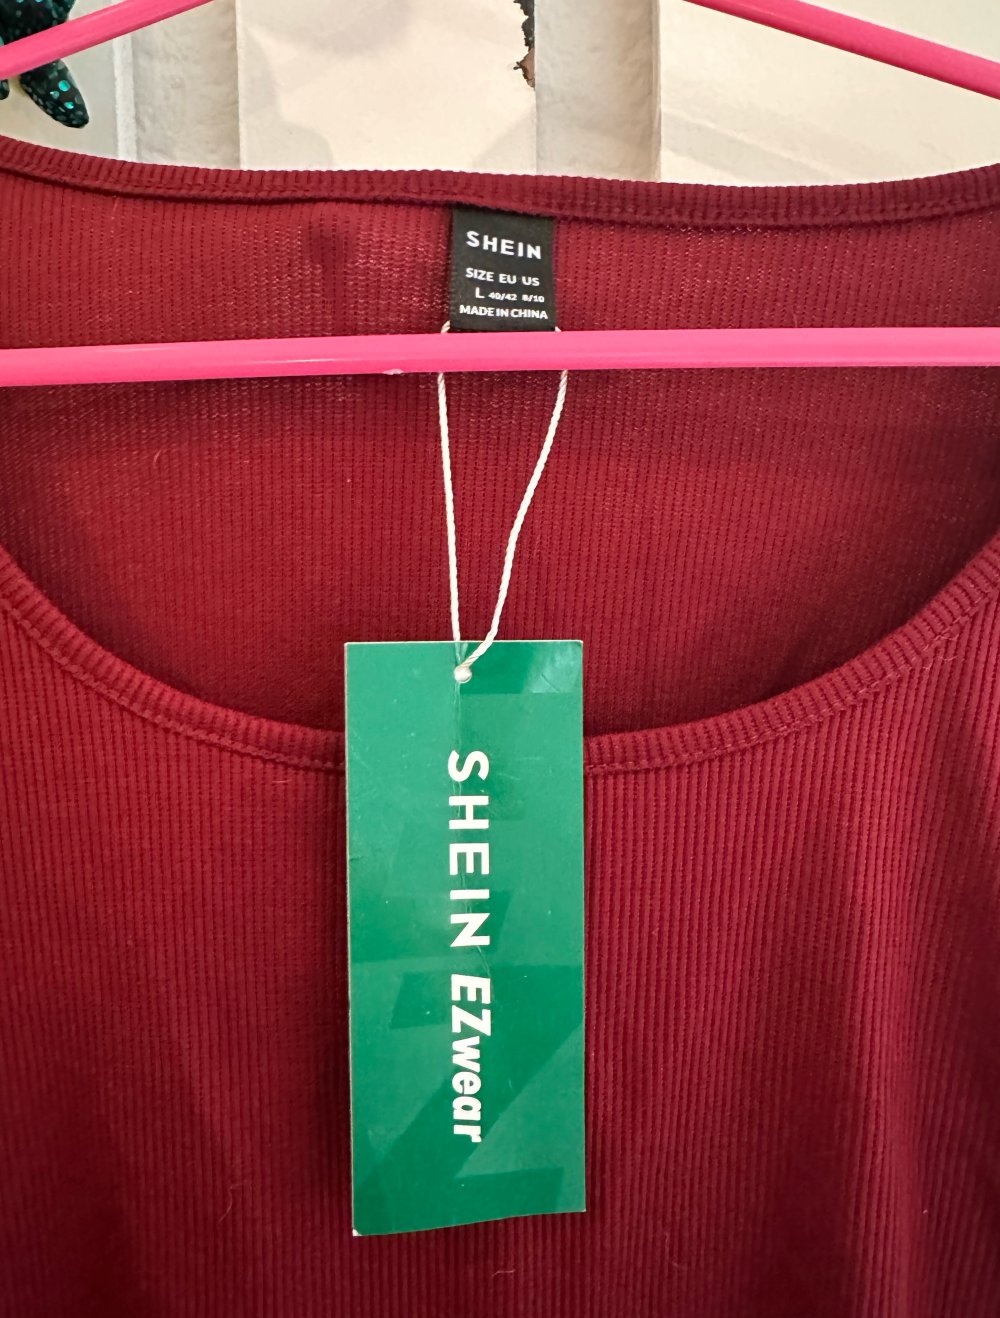 SHEIN
SIZE EU US
L 40/42 8/10
MADE IN CHINA
SHEIN EZwear